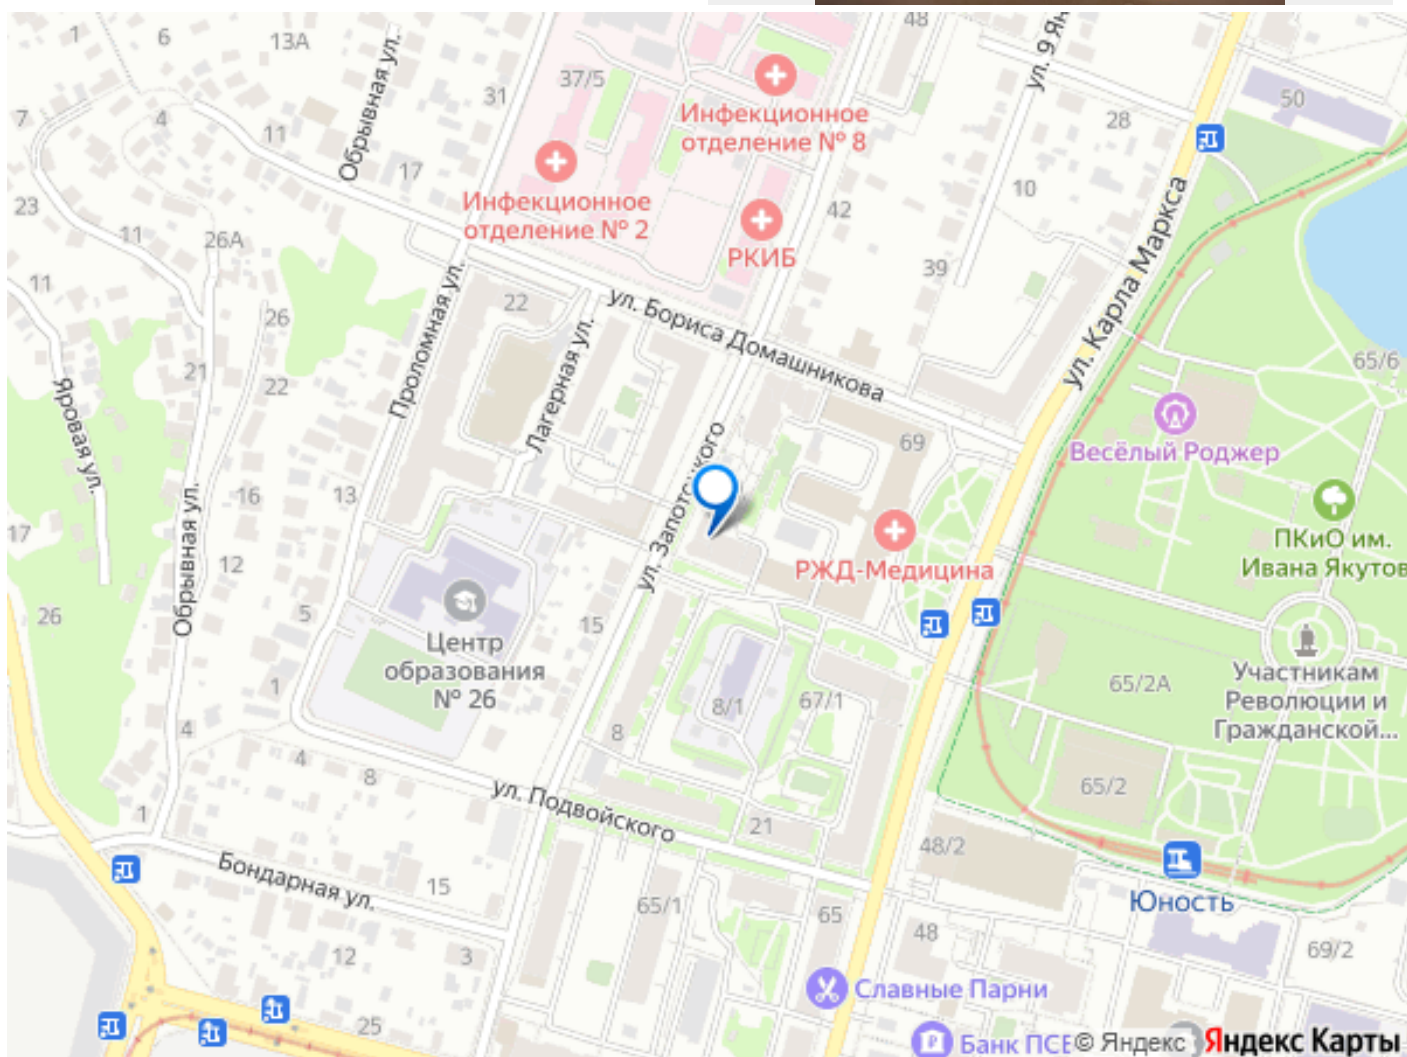 1
6
13А
48
ул. 9 Ян
50
7
4
11
Обрывная ул.
31
37/5
Инфекционное
отделение № 8
28
17
Инфекционное
отделение № 2
42
10
23
11
26А
РКИБ
39
ул. Карла Маркса
11
26
Проломная ул.
22
ул. Бориса Домашникова
65/6
21
22
Лагерная ул.
69
Весёлый Роджер
Яровая ул.
16
13
17
12
РЖД-Медицина
ПКиО им.
Ивана Якутов
Обрывная ул.
26
5
15
Центр
образования
№ 26
1
4
4
8
8
8/1
67/1
65/2А
Участникам
Революции и
Гражданской...
ул. Подвойского
65/2
1
21
48/2
Юность
Бондарная ул.
15
65/1
65
48
69/2
12
3
25
Славные Парни
Банк ПСБ
© Яндекс
Яндекс Карты